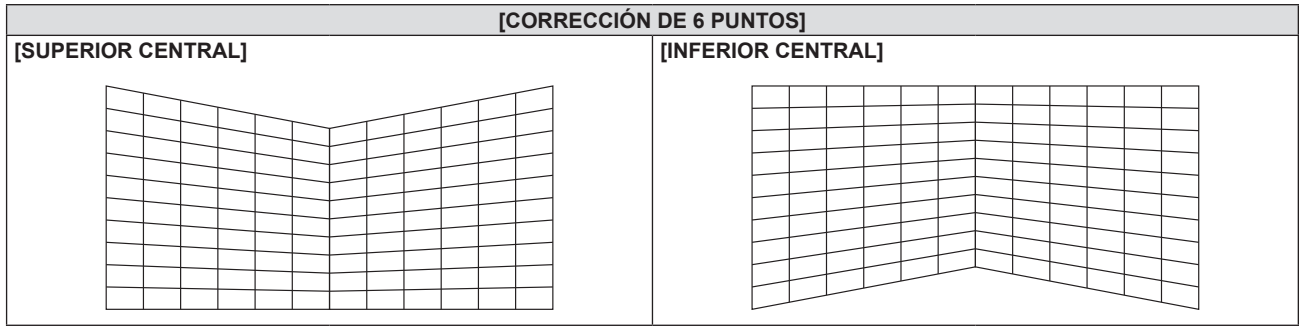 [CORRECCIÓN DE 6 PUNTOS]
[SUPERIOR CENTRAL]
[INFERIOR CENTRAL]